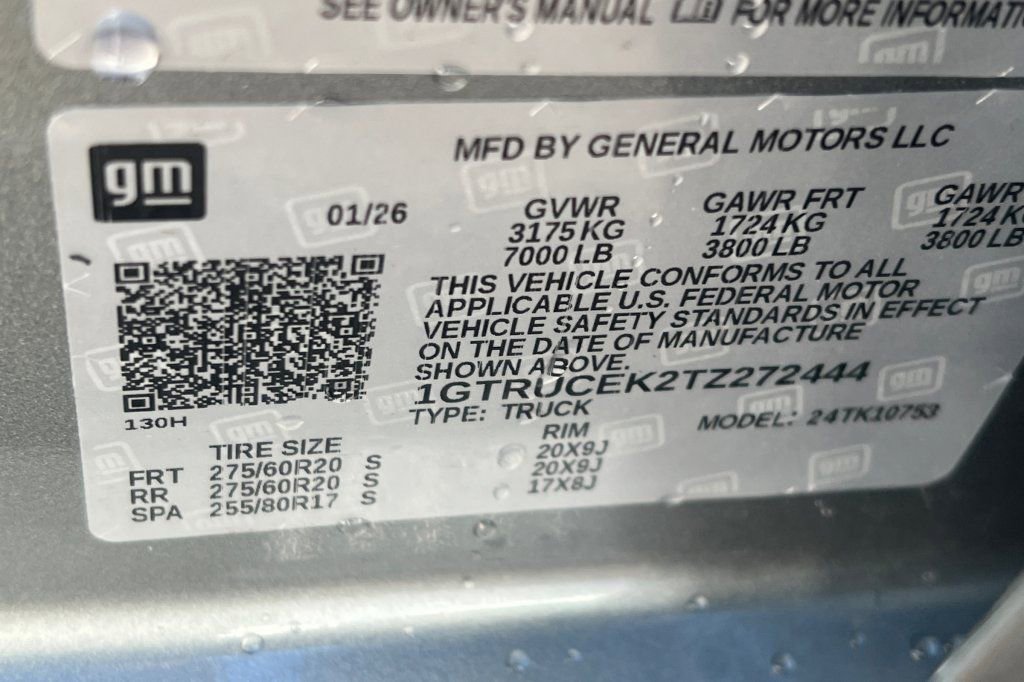 SEE OWNER'S MANUAL FOR MORE INFORMATIO
gm
MFD BY GENERAL MOTORS LLC
01/26
GVWR GAWR FRT GAWR
3175 KG 1724 KG 1724 K
7000 LB 3800 LB 3800 LB
THIS VEHICLE CONFORMS TO ALL
APPLICABLE U.S. FEDERAL MOTOR
VEHICLE SAFETY STANDARDS IN EFFECT
ON THE DATE OF MANUFACTURE
SHOWN ABOVE.
1GTRUCEK2TZ272444
TYPE: TRUCK MODEL: 24TK10753
130H
TIRE SIZE RIM
FRT 275/60R20 S 20X9J
RR 275/60R20 S 20X9J
SPA 255/80R17 S 17X8J